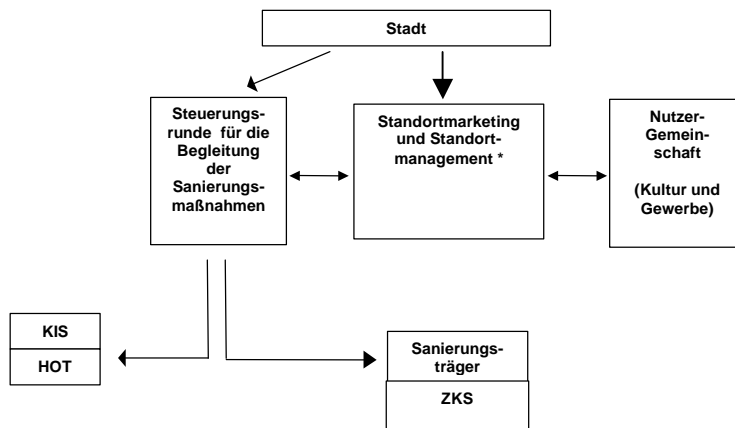 Stadt
Steuerungs-
runde für die
Begleitung
der
Sanierungs-
maßnahmen
Standortmarketing
und Standort-
management *
Nutzer-
Gemein-
schaft
(Kultur und
Gewerbe)
KIS
HOT
Sanierungs-
träger
ZKS